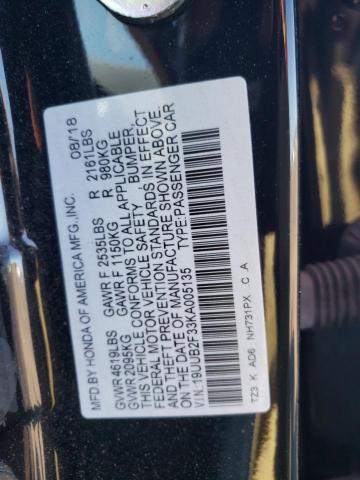 MFD.BY HONDA OF AMERICA MFG.,INC. 08/18
GVWR 4619LBS GAWR F 2535LBS R 2161LBS
GVWR 2095KG GAWR F 1150KG R 980KG
THIS VEHICLE CONFORMS TO ALL APPLICABLE
FEDERAL MOTOR VEHICLE SAFETY, BUMPER,
AND THEFT PREVENTION STANDARDS IN EFFECT
ON THE DATE OF MANUFACTURE SHOWN ABOVE.
V.I.N.:19UUB2F33KA005135 TYPE:PASSENGER CAR
TZ3 K AD6 NH731PX C .A